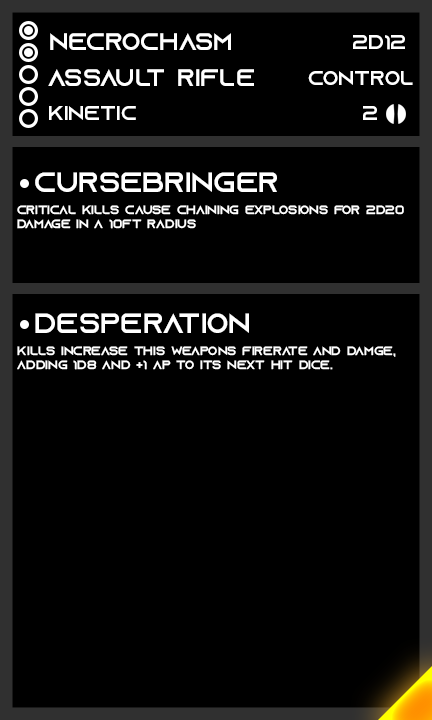 NECROCHASM 2D12
ASSAULT RIFLE CONTROL
KINETIC 2
•CURSEBRINGER
CRITICAL KILLS CAUSE CHAINING EXPLOSIONS FOR 2D20
DAMAGE IN A 10FT RADIUS
•DESPERATION
KILLS INCREASE THIS WEAPONS FIRERATE AND DAMGE,
ADDING 1D8 AND +1 AP TO ITS NEXT HIT DICE.